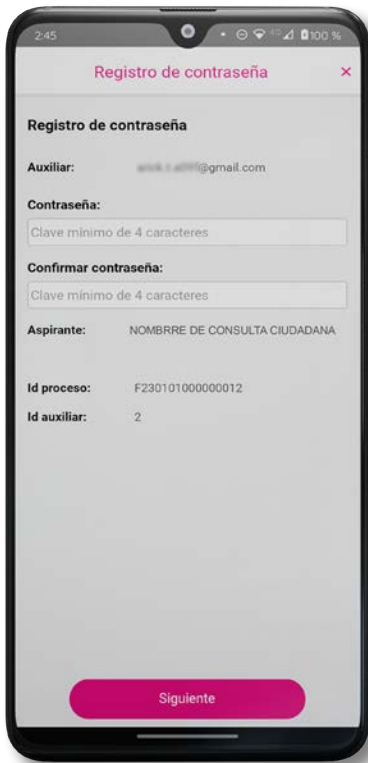 2:45
4G 100 %
Registro de contraseña ×
Registro de contraseña
Auxiliar: @gmail.com
Contraseña:
Clave mínimo de 4 caracteres
Confirmar contraseña:
Clave mínimo de 4 caracteres
Aspirante: NOMBRRE DE CONSULTA CIUDADANA
Id proceso: F230101000000012
Id auxiliar: 2
Siguiente